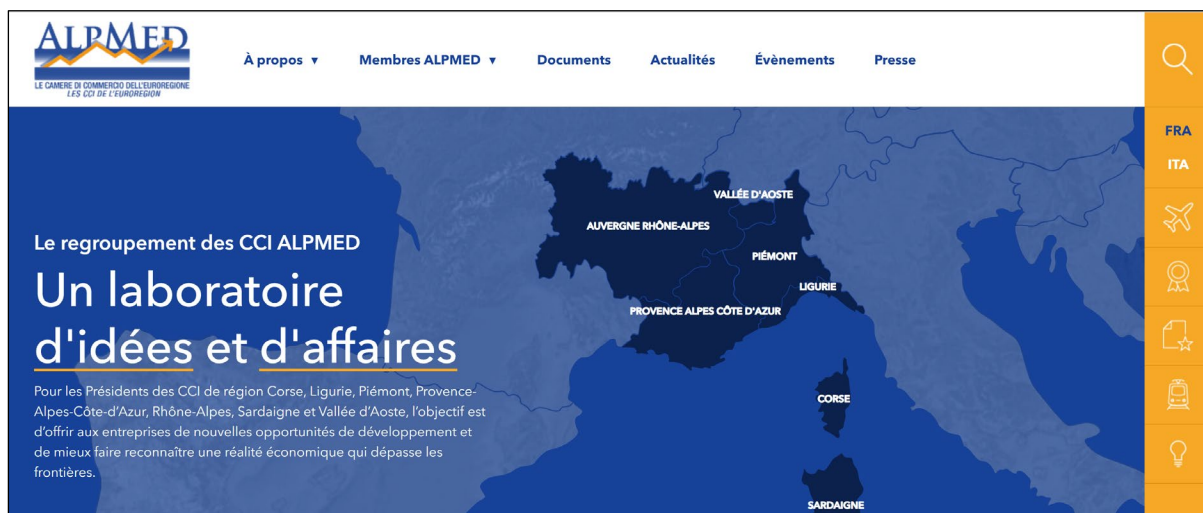 ALPMED
LE CAMERE DI COMMERCIO DELL'EUROREGIONE
LES CCI DE L'EUROREGION
À propos ▼
Membres ALPMED ▼
Documents
Actualités
Évènements
Presse
FRA
ITA
Le regroupement des CCI ALPMED
Un laboratoire
d'idées et d'affaires
Pour les Présidents des CCI de région Corse, Ligurie, Piémont, Provence-
Alpes-Côte-d'Azur, Rhône-Alpes, Sardaigne et Vallée d'Aoste, l'objectif est
d'offrir aux entreprises de nouvelles opportunités de développement et
de mieux faire reconnaître une réalité économique qui dépasse les
frontières.
VALLÉE D'AOSTE
AUVERGNE RHÔNE-ALPES
PIÉMONT
LIGURIE
PROVENCE ALPES CÔTE D'AZUR
CORSE
SARDAIGNE